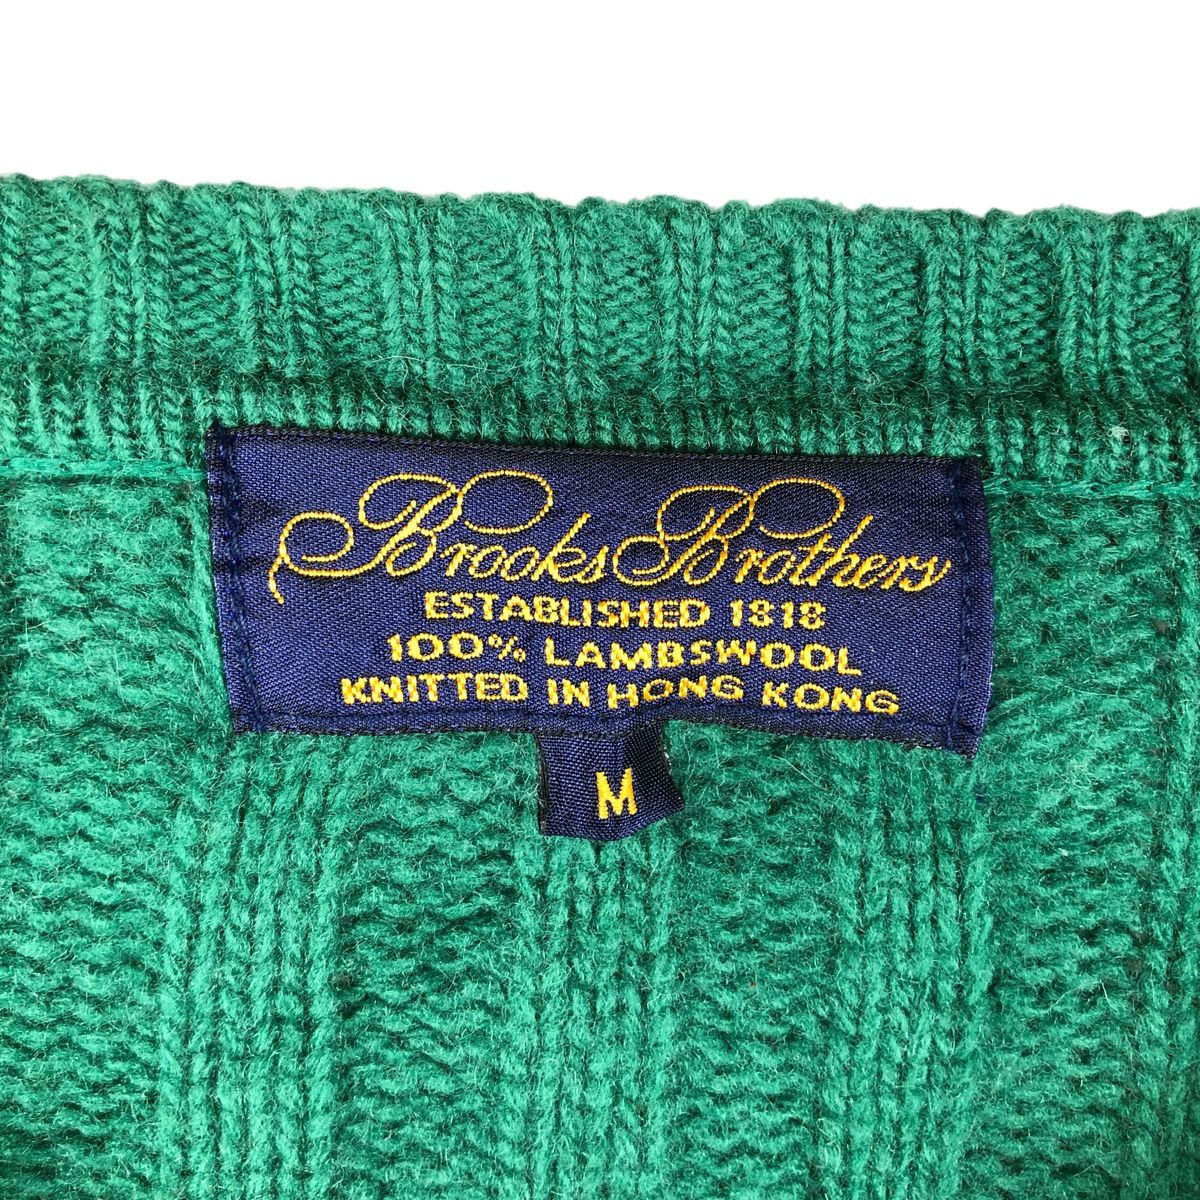 Brooks Brothers
ESTABLISHED 1818
100% LAMBSWOOL
KNITTED IN HONG KONG
M